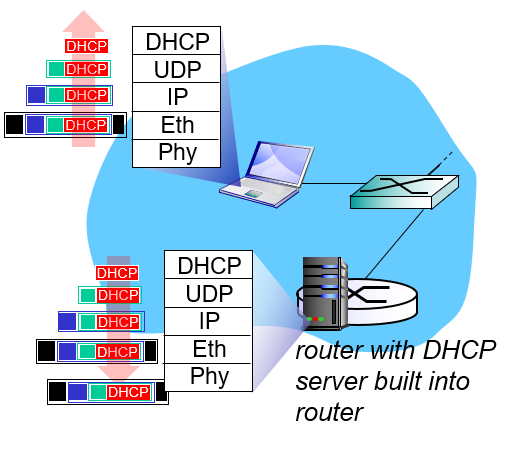 DHCP
DHCP
DHCP
DHCP
DHCP
UDP
IP
Eth
Phy
DHCP
DHCP
DHCP
DHCP
DHCP
DHCP
UDP
IP
Eth
Phy
router with DHCP
server built into
router